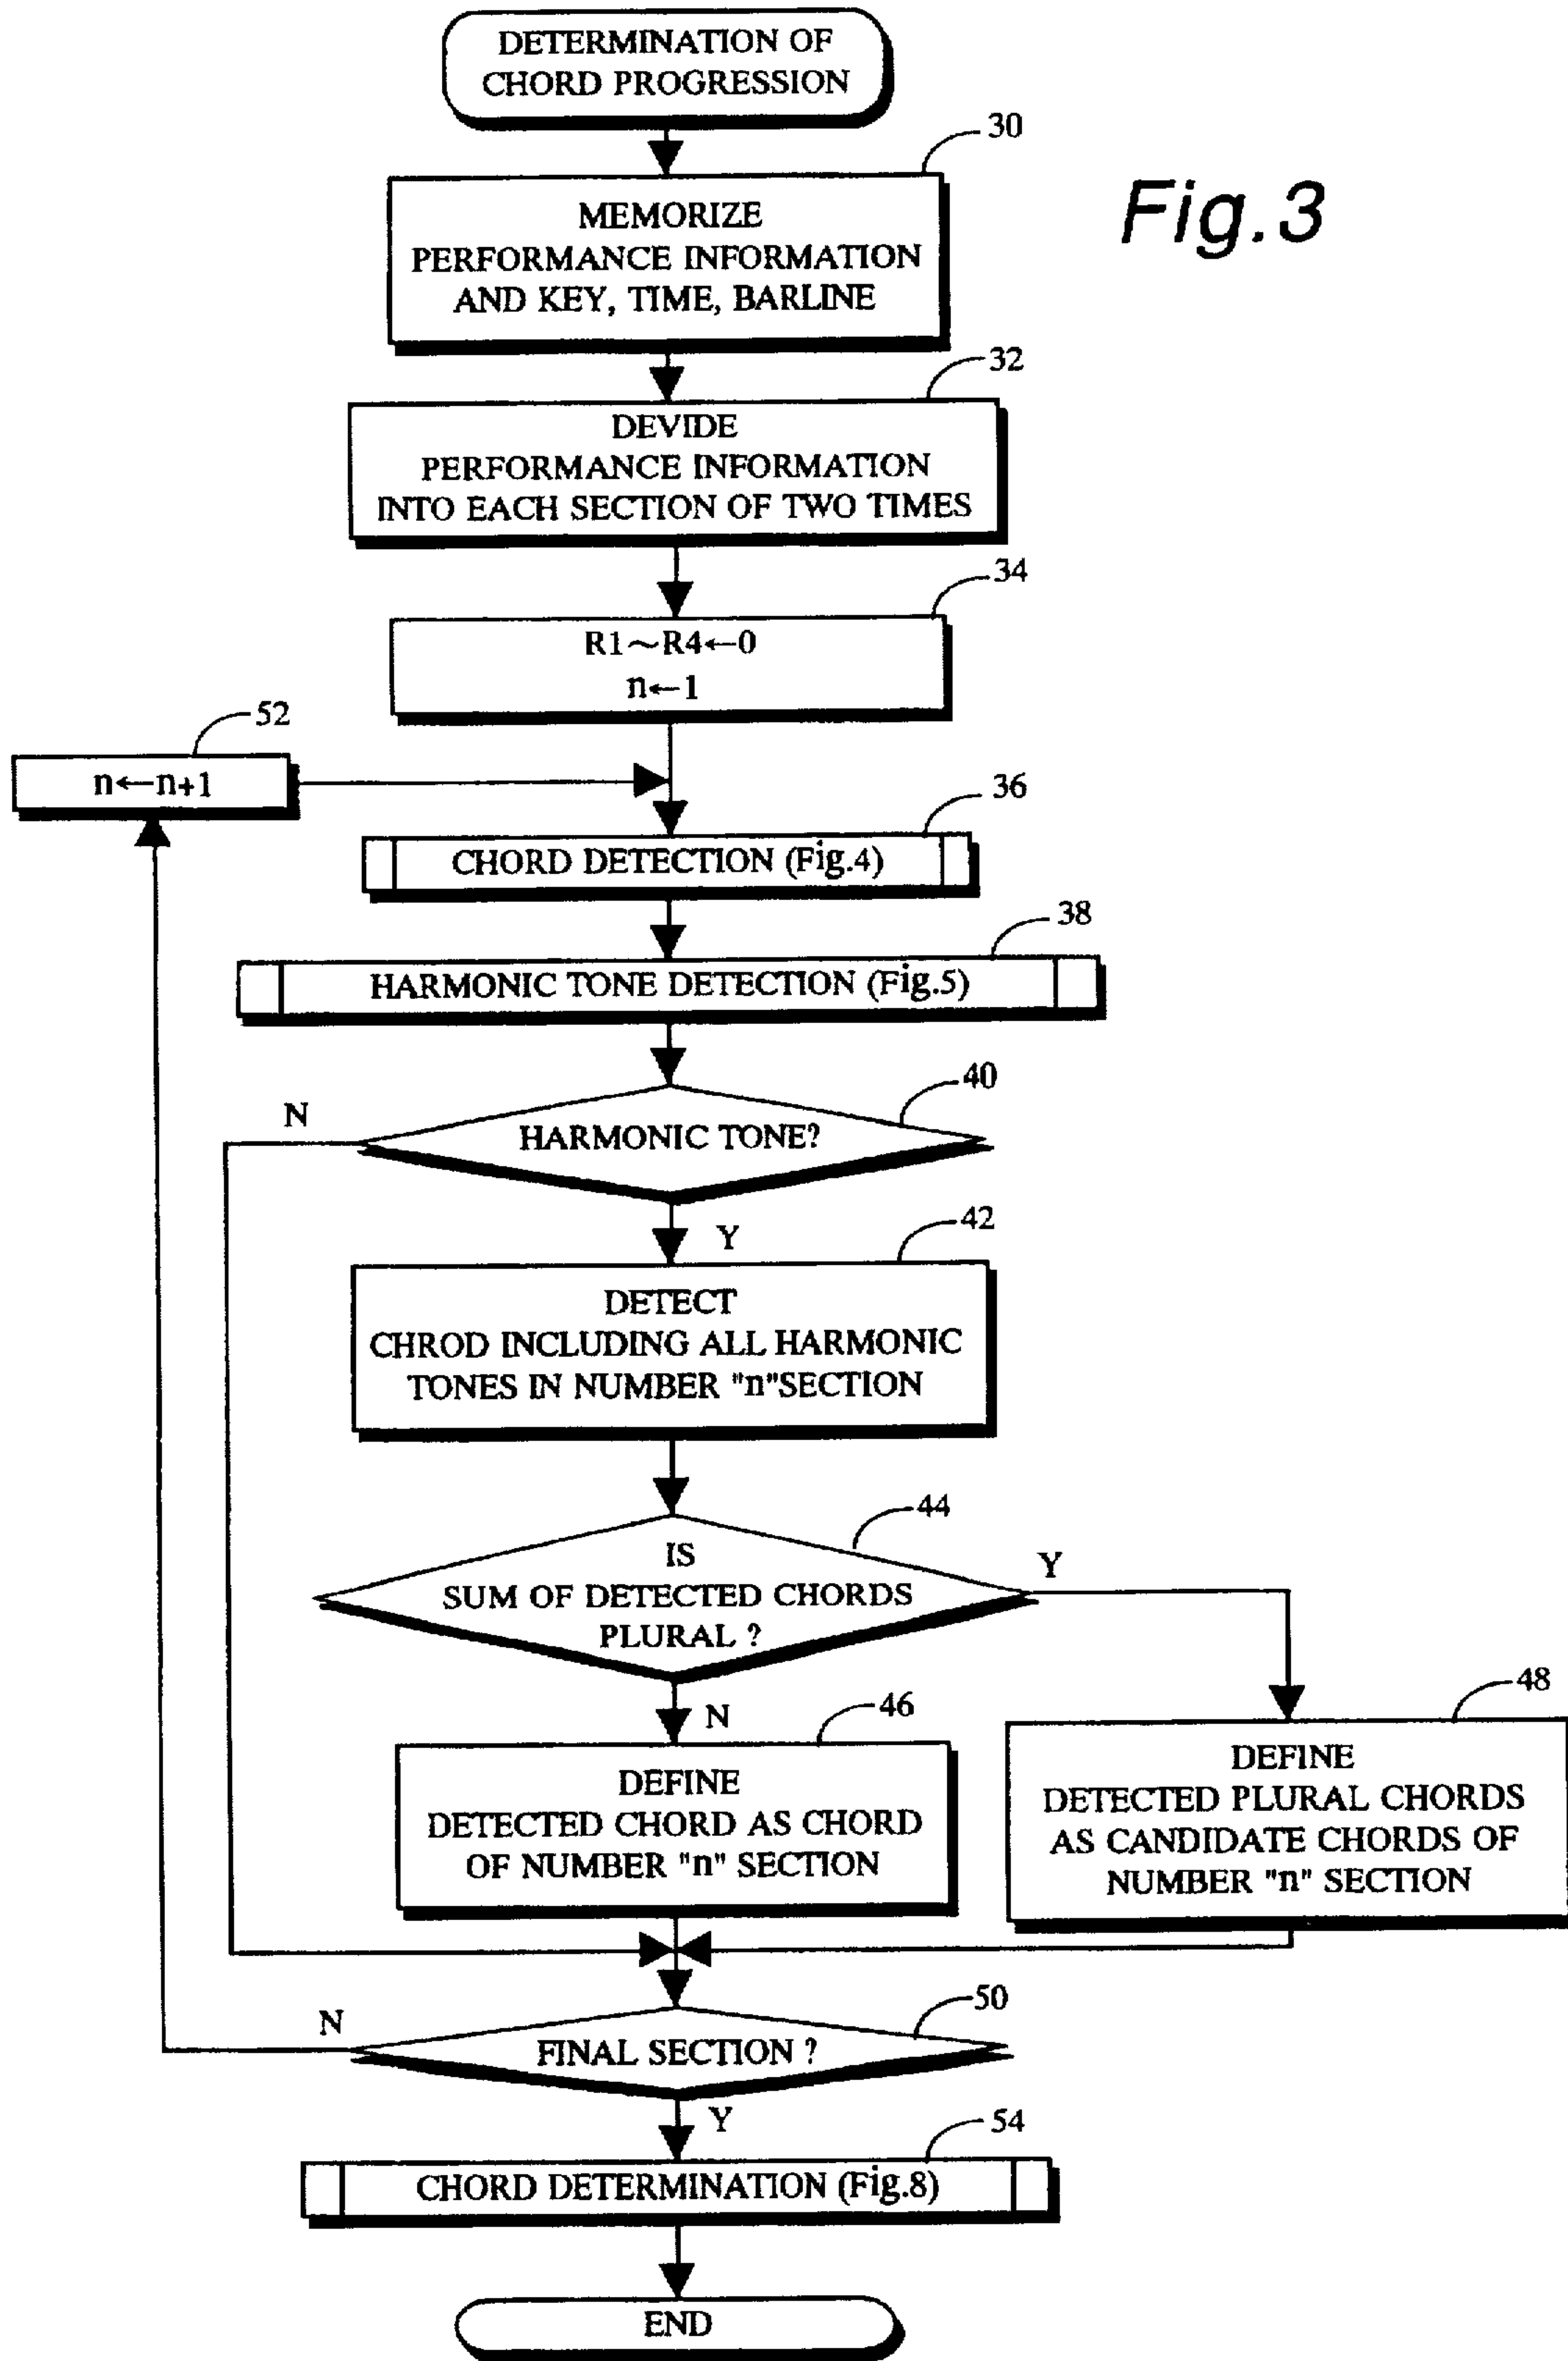 DETERMINATION OF
CHORD PROGRESSION
30
Fig.3
MEMORIZE
PERFORMANCE INFORMATION
AND KEY, TIME, BARLINE
32
DEVIDE
PERFORMANCE INFORMATION
INTO EACH SECTION OF TWO TIMES
34
R1~R4←0
n←1
52
n←n+1
36
CHORD DETECTION (Fig.4)
38
HARMONIC TONE DETECTION (Fig.5)
40
N
HARMONIC TONE?
Y
42
DETECT
CHROD INCLUDING ALL HARMONIC
TONES IN NUMBER "n"SECTION
44
IS
SUM OF DETECTED CHORDS
PLURAL ?
Y
N
46
DEFINE
DETECTED CHORD AS CHORD
OF NUMBER "n" SECTION
48
DEFINE
DETECTED PLURAL CHORDS
AS CANDIDATE CHORDS OF
NUMBER "n" SECTION
50
N
FINAL SECTION ?
Y
54
CHORD DETERMINATION (Fig.8)
END